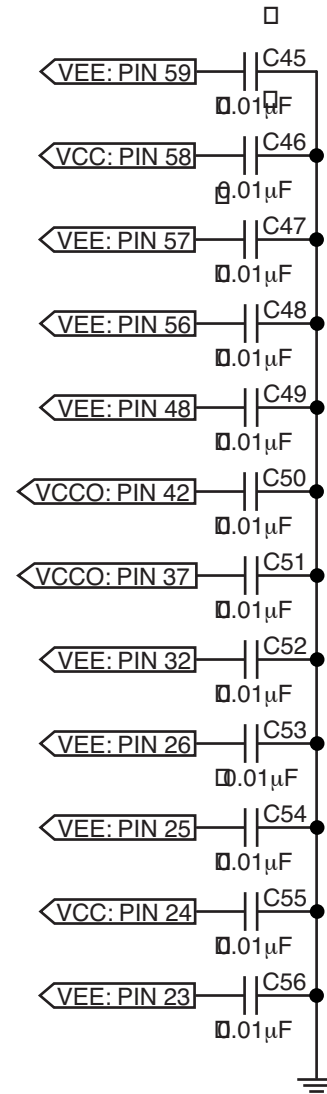 VEE: PIN 59 C45
0.01μF
VCC: PIN 58 C46
0.01μF
VEE: PIN 57 C47
0.01μF
VEE: PIN 56 C48
0.01μF
VEE: PIN 48 C49
0.01μF
VCCO: PIN 42 C50
0.01μF
VCCO: PIN 37 C51
0.01μF
VEE: PIN 32 C52
0.01μF
VEE: PIN 26 C53
0.01μF
VEE: PIN 25 C54
0.01μF
VCC: PIN 24 C55
0.01μF
VEE: PIN 23 C56
0.01μF